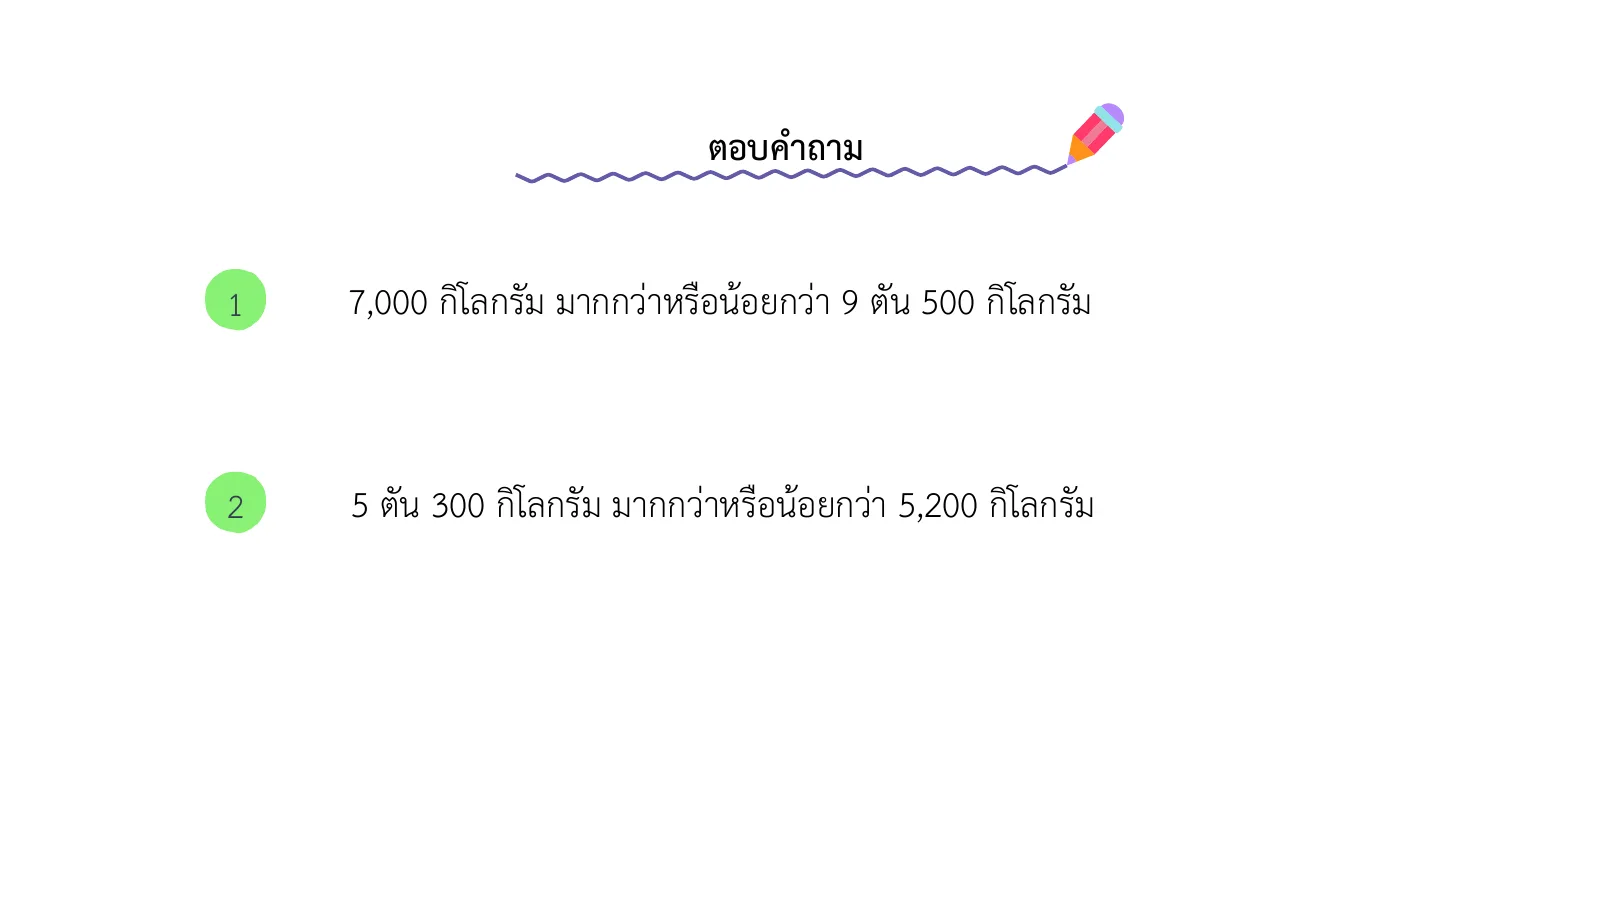 ตอบคำถาม
1 7,000 กิโลกรัม มากกว่าหรือน้อยกว่า 9 ตัน 500 กิโลกรัม
2 5 ตัน 300 กิโลกรัม มากกว่าหรือน้อยกว่า 5,200 กิโลกรัม